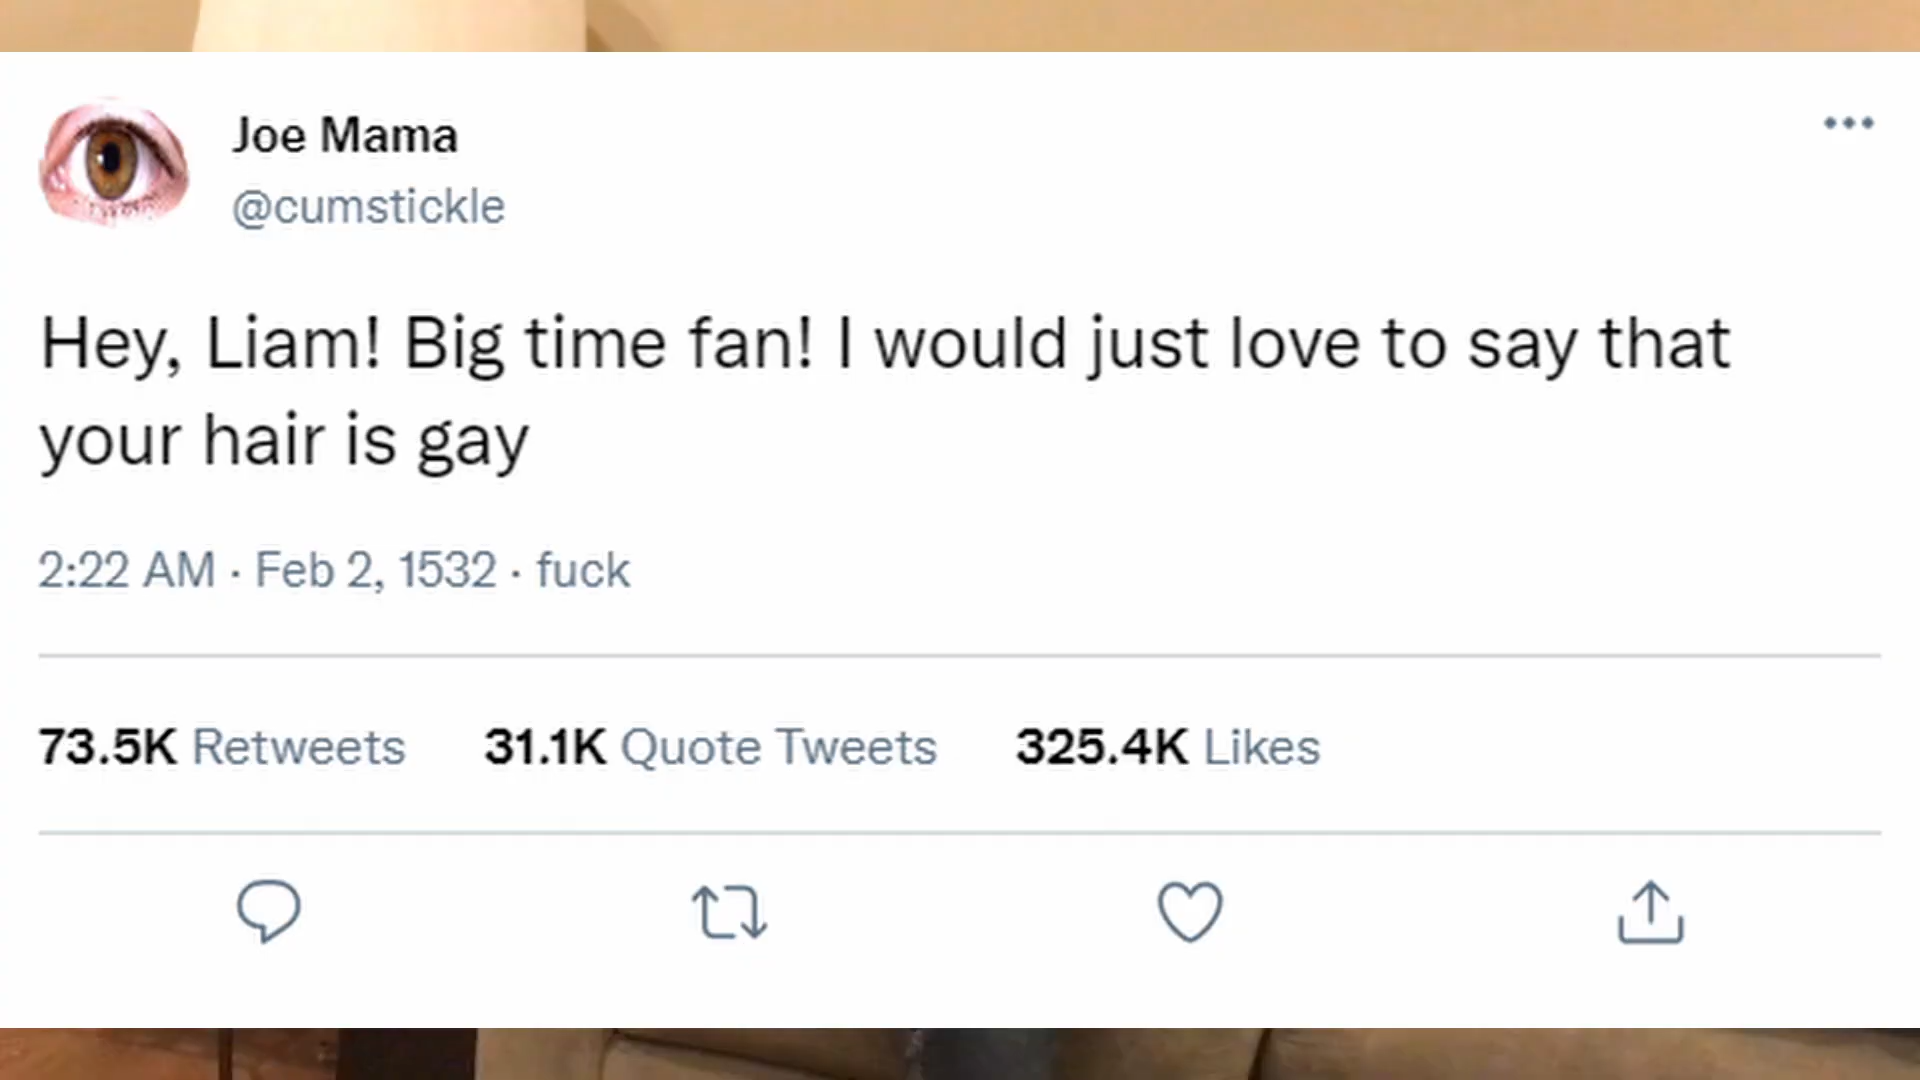 Joe Mama
@cumstickle
Hey, Liam! Big time fan! I would just love to say that
your hair is gay
2:22 AM · Feb 2, 1532 · fuck
73.5K Retweets 31.1K Quote Tweets 325.4K Likes